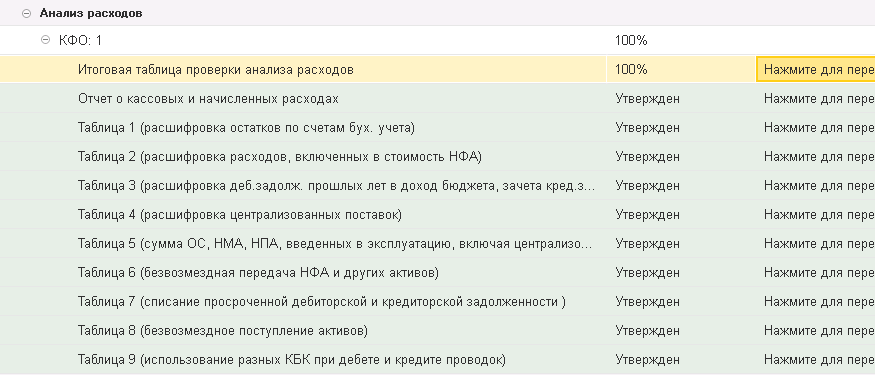 Анализ расходов
КФО: 1 100%
Итоговая таблица проверки анализа расходов 100% Нажмите для пере
Отчет о кассовых и начисленных расходах Утвержден Нажмите для пере
Таблица 1 (расшифровка остатков по счетам бух. учета) Утвержден Нажмите для пере
Таблица 2 (расшифровка расходов, включенных в стоимость НФА) Утвержден Нажмите для пере
Таблица 3 (расшифровка деб.задолж. прошлых лет в доход бюджета, зачета кред.з... Утвержден Нажмите для пере
Таблица 4 (расшифровка централизованных поставок) Утвержден Нажмите для пере
Таблица 5 (сумма ОС, НМА, НПА, введенных в эксплуатацию, включая централизо... Утвержден Нажмите для пере
Таблица 6 (безвозмездная передача НФА и других активов) Утвержден Нажмите для пере
Таблица 7 (списание просроченной дебиторской и кредиторской задолженности ) Утвержден Нажмите для пере
Таблица 8 (безвозмездное поступление активов) Утвержден Нажмите для пере
Таблица 9 (использование разных КБК при дебете и кредите проводок) Утвержден Нажмите для пере